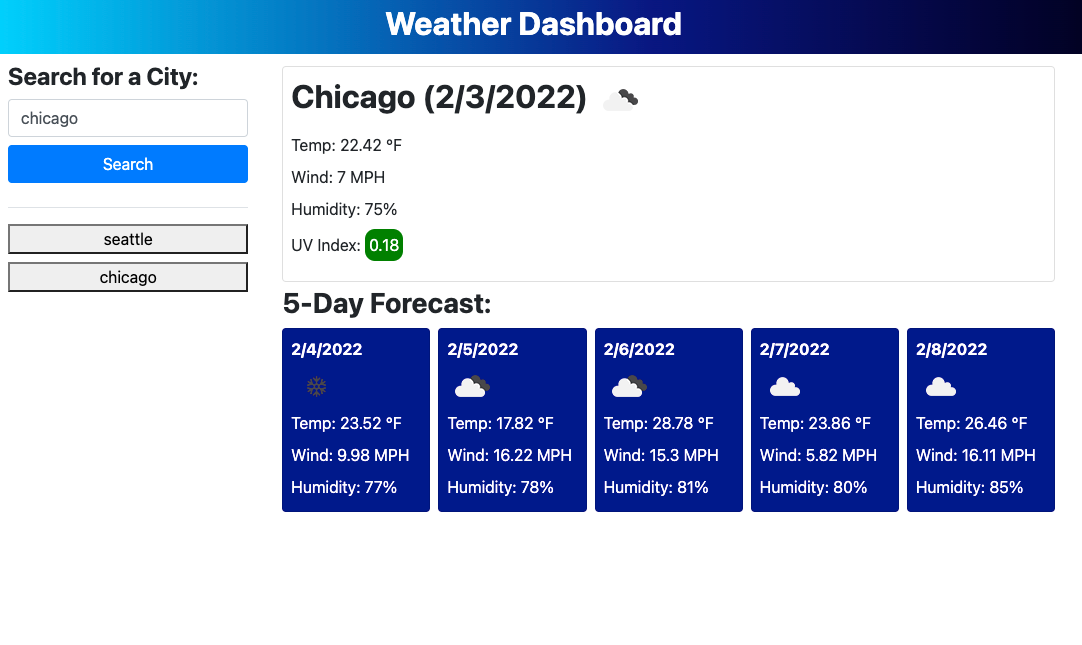 Weather Dashboard
Search for a City:
chicago
Search
seattle
chicago
Chicago (2/3/2022)
Temp: 22.42 °F
Wind: 7 MPH
Humidity: 75%
UV Index: 0.18
5-Day Forecast:
2/4/2022
Temp: 23.52 °F
Wind: 9.98 MPH
Humidity: 77%
2/5/2022
Temp: 17.82 °F
Wind: 16.22 MPH
Humidity: 78%
2/6/2022
Temp: 28.78 °F
Wind: 15.3 MPH
Humidity: 81%
2/7/2022
Temp: 23.86 °F
Wind: 5.82 MPH
Humidity: 80%
2/8/2022
Temp: 26.46 °F
Wind: 16.11 MPH
Humidity: 85%